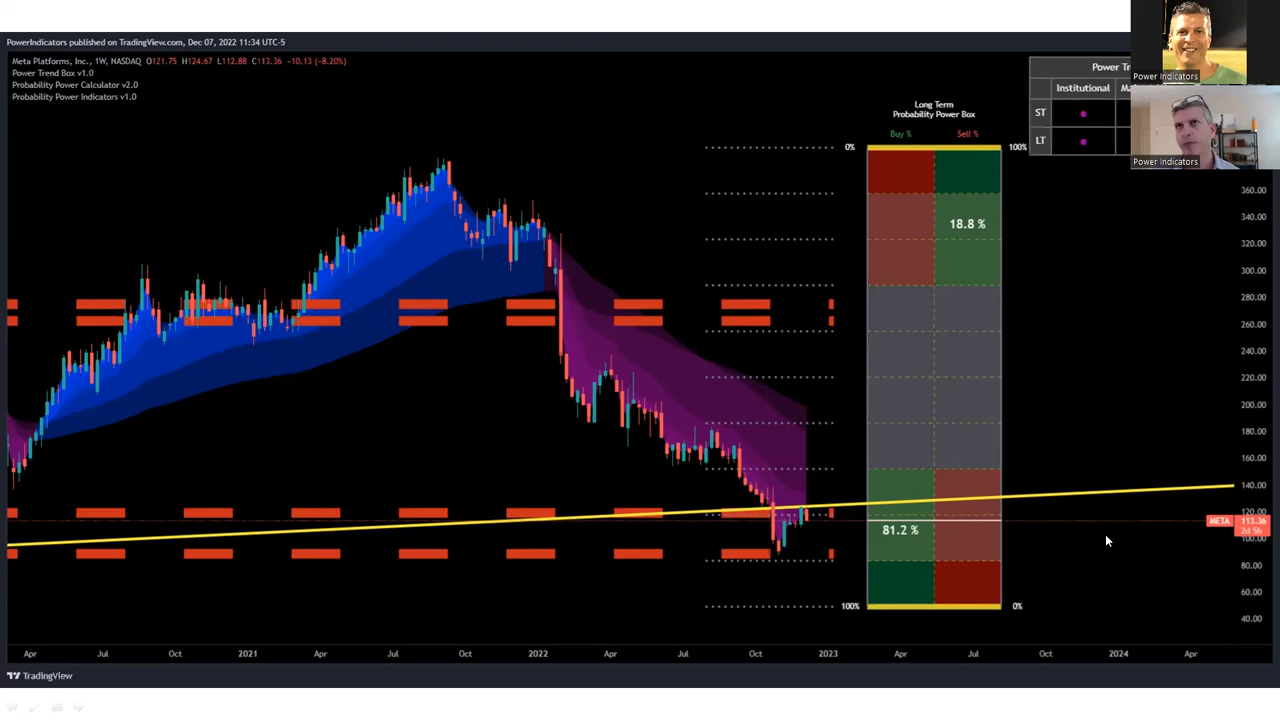 PowerIndicators published on TradingView.com, Dec 07, 2022 11:34 UTC-5
Meta Platforms, Inc., 1W, NASDAQ O121.75 H124.67 L112.88 C113.36 −10.13 (−8.20%)
Power Trend Box v1.0
Probability Power Calculator v2.0
Probability Power Indicators v1.0
Power Indicators
Power Indicators
Power Tr
Institutional
ST
LT
Long Term
Probability Power Box
Buy % Sell %
0% 100%
18.8 %
81.2 %
100% 0%
360.00
340.00
320.00
300.00
280.00
260.00
240.00
220.00
200.00
180.00
160.00
140.00
120.00
META 113.36
2d 5h
100.00
80.00
60.00
40.00
Apr Jul Oct 2021 Apr Jul Oct 2022 Apr Jul Oct 2023 Apr Jul Oct 2024 Apr
TradingView